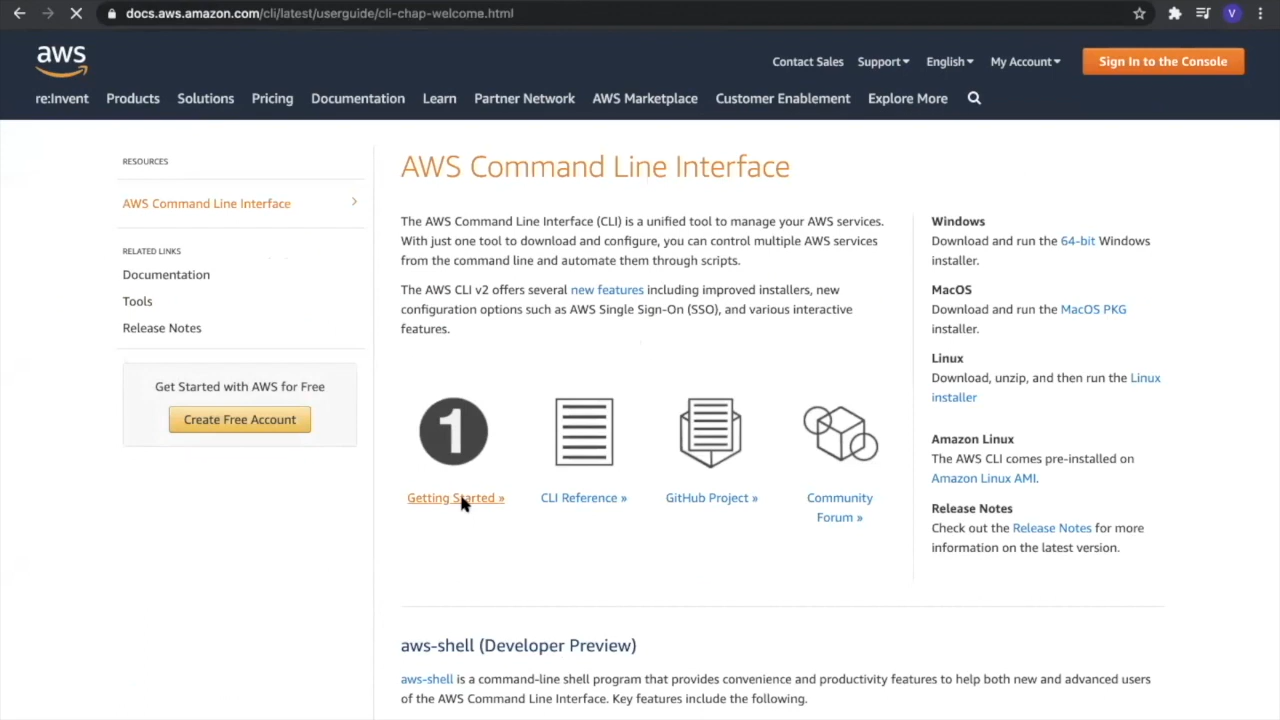 docs.aws.amazon.com/cli/latest/userguide/cli-chap-welcome.html
V
aws
Contact Sales Support English My Account Sign In to the Console
re:Invent Products Solutions Pricing Documentation Learn Partner Network AWS Marketplace Customer Enablement Explore More
RESOURCES
AWS Command Line Interface
RELATED LINKS
Documentation
Tools
Release Notes
Get Started with AWS for Free
Create Free Account
AWS Command Line Interface
The AWS Command Line Interface (CLI) is a unified tool to manage your AWS services.
With just one tool to download and configure, you can control multiple AWS services
from the command line and automate them through scripts.
The AWS CLI v2 offers several new features including improved installers, new
configuration options such as AWS Single Sign-On (SSO), and various interactive
features.
1
Getting Started »
CLI Reference »
GitHub Project »
Community
Forum »
Windows
Download and run the 64-bit Windows
installer.
MacOS
Download and run the MacOS PKG
installer.
Linux
Download, unzip, and then run the Linux
installer
Amazon Linux
The AWS CLI comes pre-installed on
Amazon Linux AMI.
Release Notes
Check out the Release Notes for more
information on the latest version.
aws-shell (Developer Preview)
aws-shell is a command-line shell program that provides convenience and productivity features to help both new and advanced users
of the AWS Command Line Interface. Key features include the following.